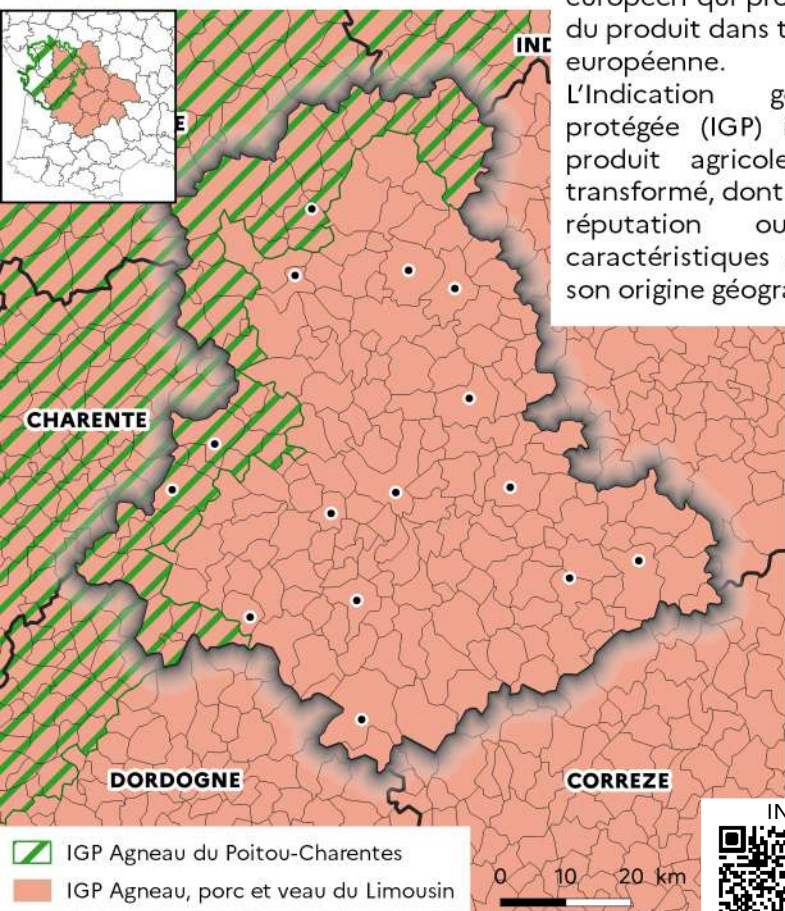 IND
du produit dans t
européenne.
L'Indication
protégée (IGP)
produit agricole
transformé, dont
réputation ou
caractéristiques
son origine géogra
E
CHARENTE
DORDOGNE
CORREZE
IGP Agneau du Poitou-Charentes
IGP Agneau, porc et veau du Limousin
0 10 20 km
IN